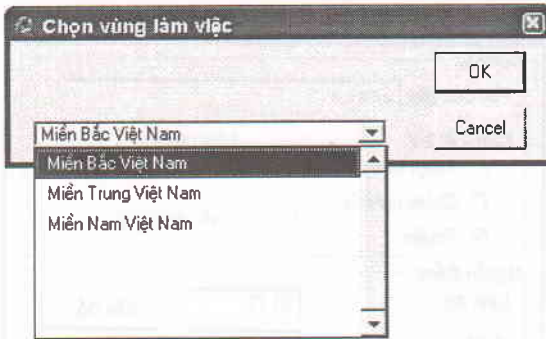 Chọn vùng làm việc
OK
Cancel
Miền Bắc Việt Nam
Miền Bắc Việt Nam
Miền Trung Việt Nam
Miền Nam Việt Nam